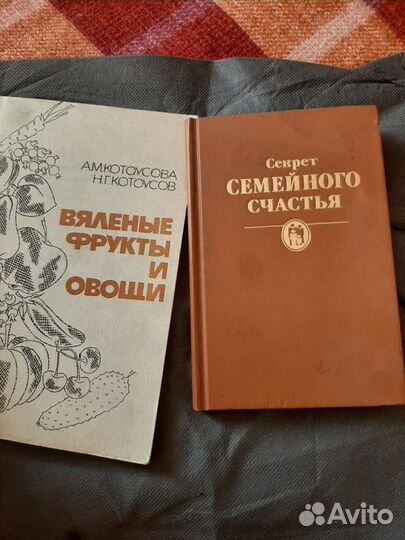 А.М.КОТОУСОВА
Н.Г.КОТОУСОВ
ВЯЛЕНЫЕ
ФРУКТЫ
И
ОВОЩИ
Секрет
СЕМЕЙНОГО
СЧАСТЬЯ
Avito